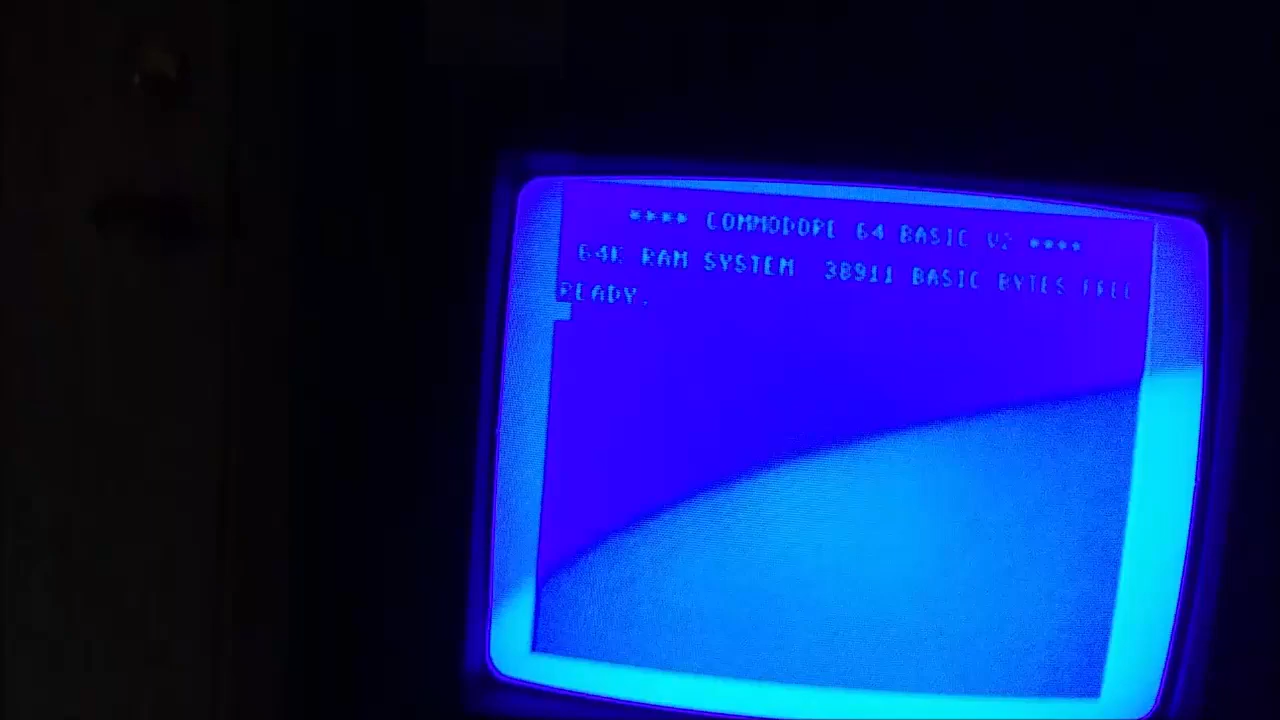 **** COMMODORE 64 BASIC V2 ****
64K RAM SYSTEM 38911 BASIC BYTES FREE
READY.